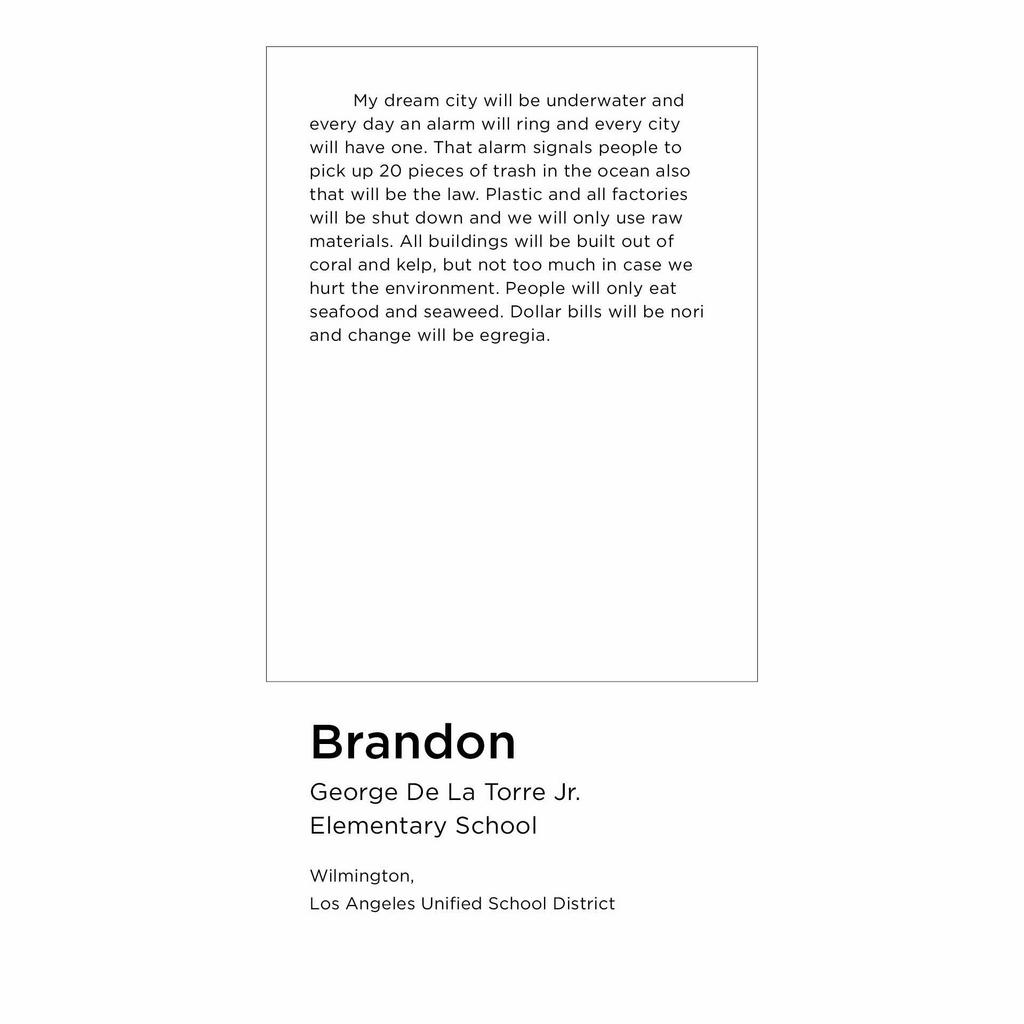 My dream city will be underwater and
every day an alarm will ring and every city
will have one. That alarm signals people to
pick up 20 pieces of trash in the ocean also
that will be the law. Plastic and all factories
will be shut down and we will only use raw
materials. All buildings will be built out of
coral and kelp, but not too much in case we
hurt the environment. People will only eat
seafood and seaweed. Dollar bills will be nori
and change will be egregia.
Brandon
George De La Torre Jr.
Elementary School
Wilmington,
Los Angeles Unified School District